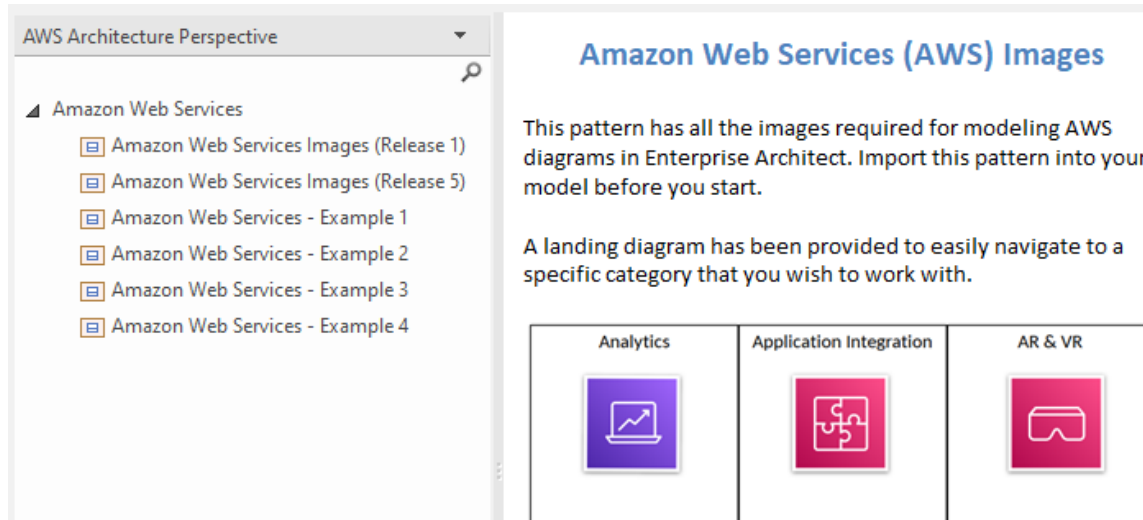 AWS Architecture Perspective
Amazon Web Services
Amazon Web Services Images (Release 1)
Amazon Web Services Images (Release 5)
Amazon Web Services - Example 1
Amazon Web Services - Example 2
Amazon Web Services - Example 3
Amazon Web Services - Example 4
Amazon Web Services (AWS) Images
This pattern has all the images required for modeling AWS
diagrams in Enterprise Architect. Import this pattern into your
model before you start.
A landing diagram has been provided to easily navigate to a
specific category that you wish to work with.
Analytics
Application Integration
AR & VR